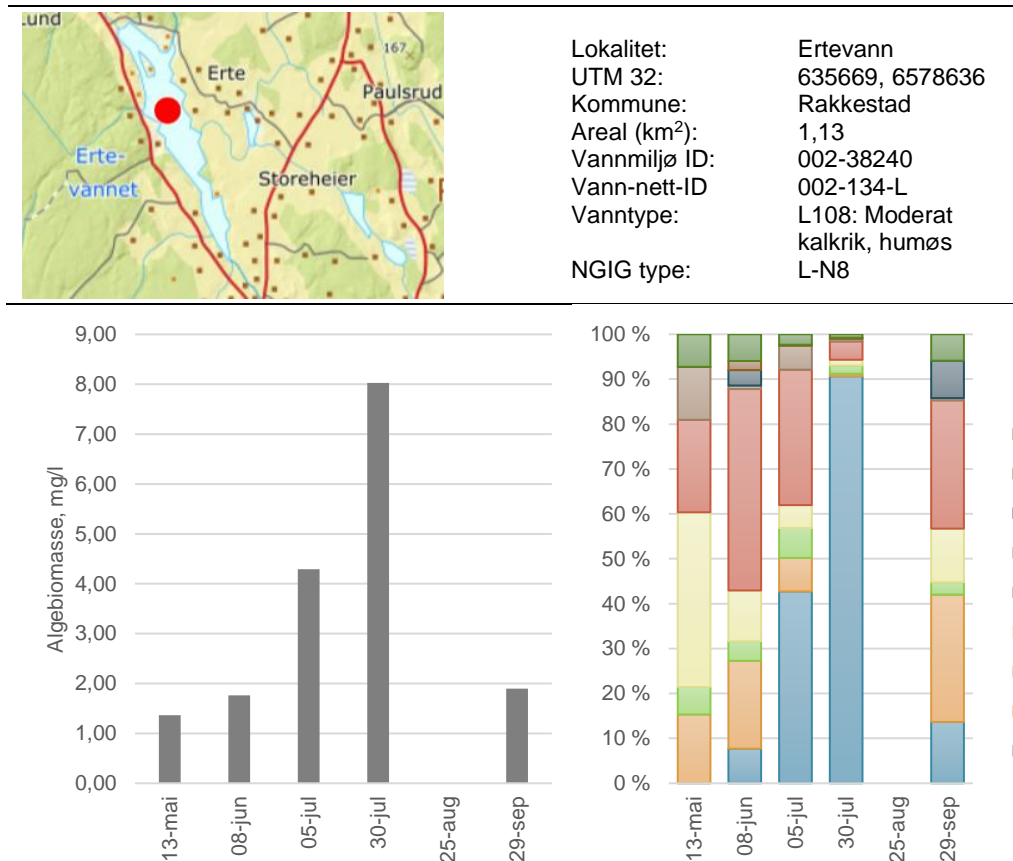 und
167
Erte
Paulsrud
Erte-
vannet
Storeheier
Lokalitet: Ertevann
UTM 32: 635669, 6578636
Kommune: Rakkestad
Areal (km²): 1,13
Vannmiljø ID: 002-38240
Vann-nett-ID 002-134-L
Vanntype: L108: Moderat
kalkrik, humøs
NGIG type: L-N8
Algebiomasse, mg/l
9,00
8,00
7,00
6,00
5,00
4,00
3,00
2,00
1,00
0,00
13-mai
08-jun
05-jul
30-jul
25-aug
29-sep
100 %
90 %
80 %
70 %
60 %
50 %
40 %
30 %
20 %
10 %
0 %
13-mai
08-jun
05-jul
30-jul
25-aug
29-sep